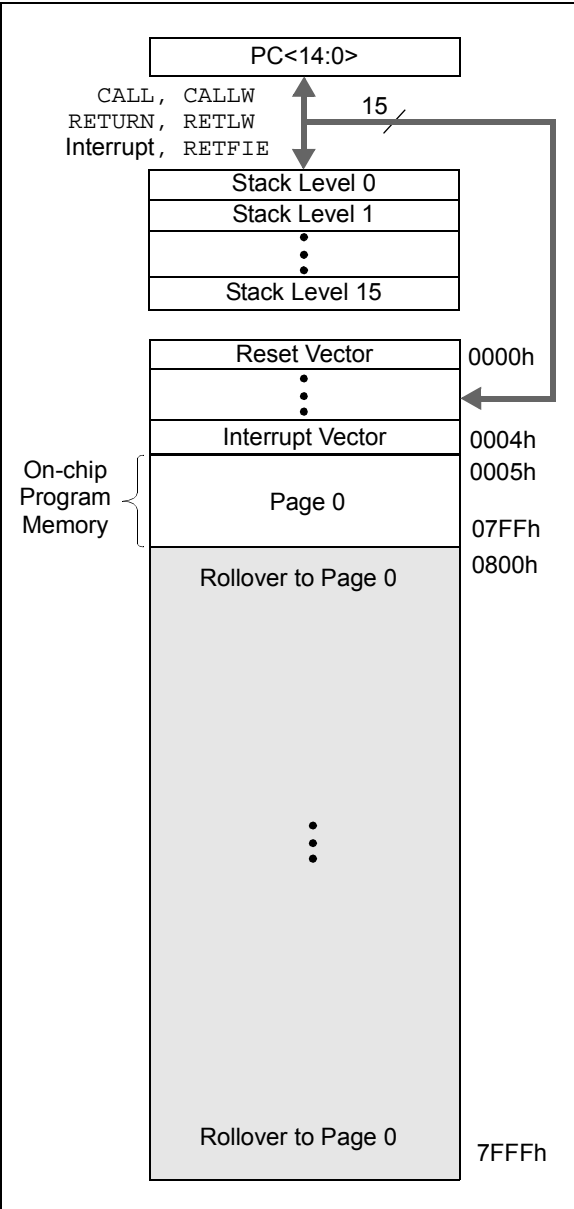 PC<14:0>
CALL, CALLW
RETURN, RETLW
Interrupt, RETFIE
15
Stack Level 0
Stack Level 1
Stack Level 15
Reset Vector
0000h
Interrupt Vector
0004h
On-chip
Program
Memory
0005h
Page 0
07FFh
0800h
Rollover to Page 0
Rollover to Page 0
7FFFh